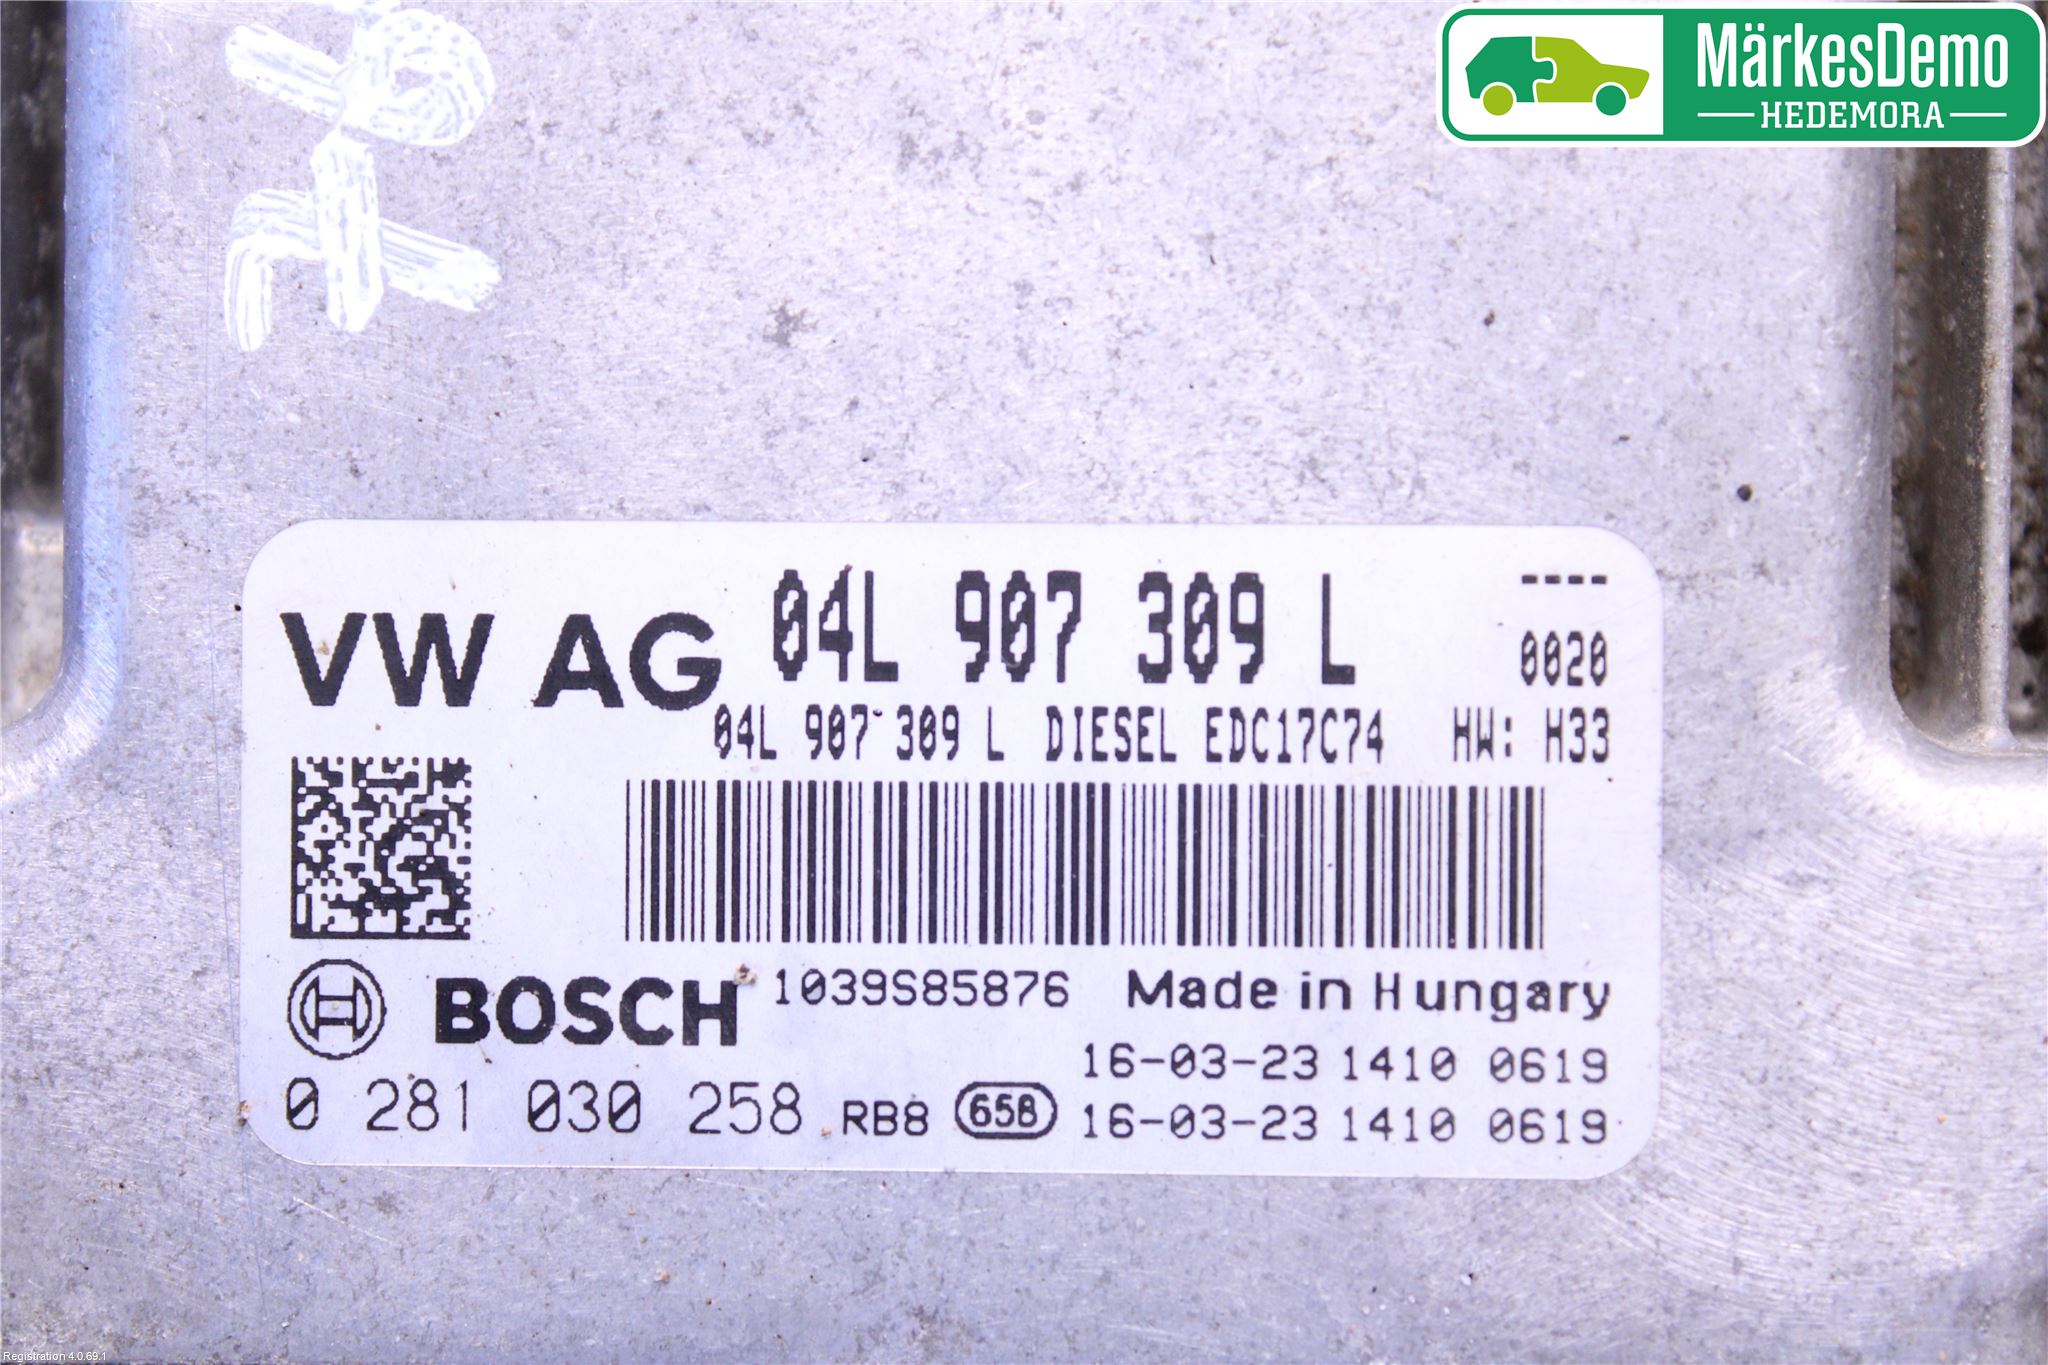 MärkesDemo
HEDEMORA
VW AG 04L 907 309 L ----
0020
04L 907 309 L DIESEL EDC17C74 HW: H33
BOSCH 1039S85876 Made in Hungary
16-03-23 1410 0619
0 281 030 258 RB8 658 16-03-23 1410 0619
Registration 4.0.69.1